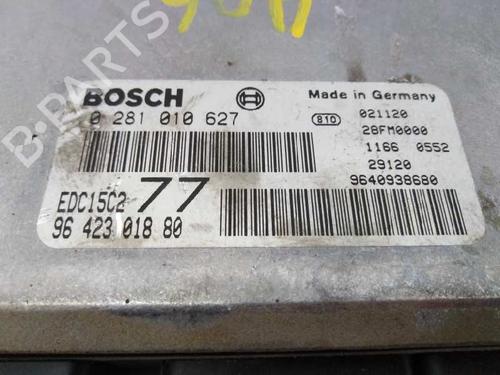 BOSCH
Made in Germany
0 281 010 627
810
021120
28FM0000
1166 0552
29120
9640938680
EDC15C2 77
96 423 018 80
B-PARTS